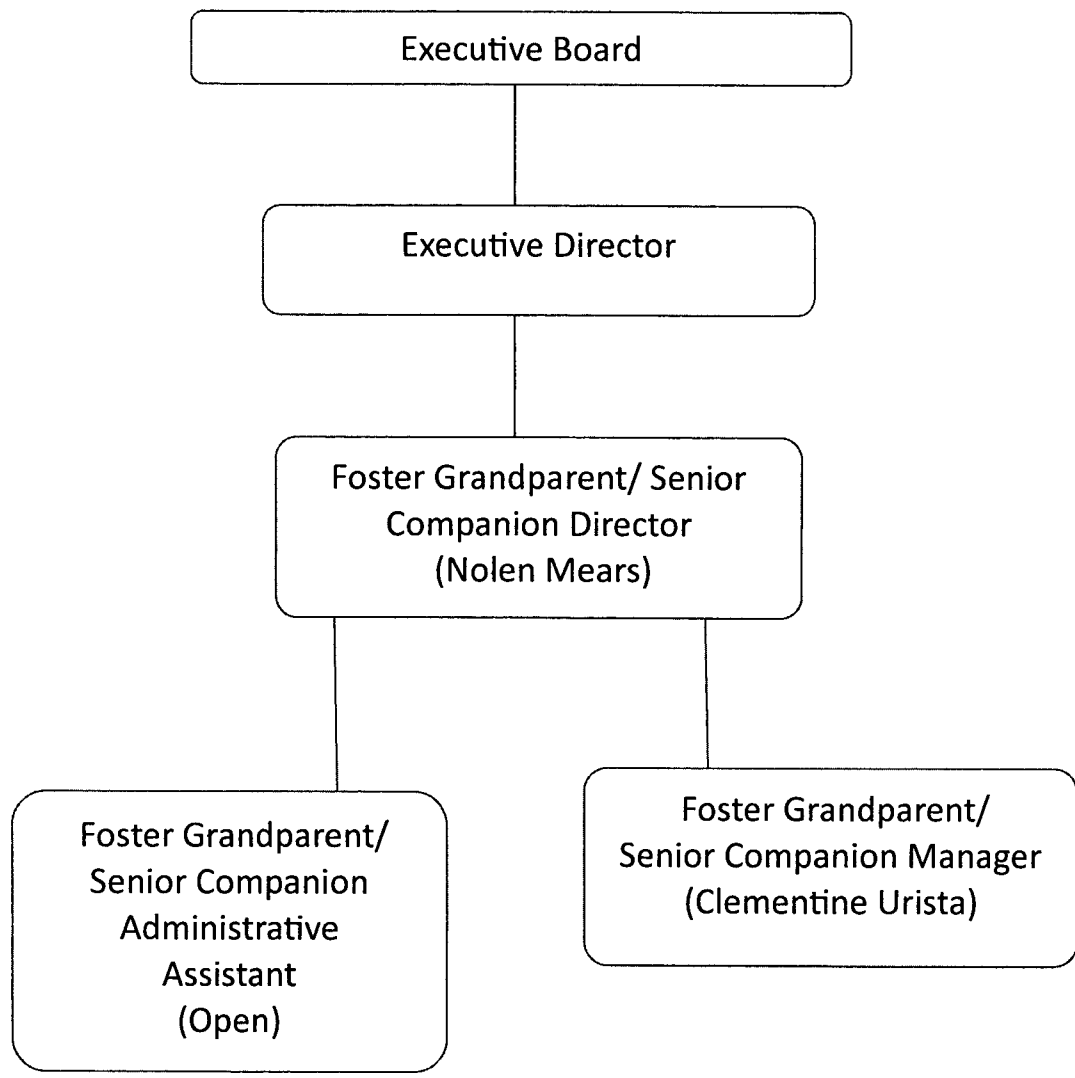 Executive Board
Executive Director
Foster Grandparent/ Senior
Companion Director
(Nolen Mears)
Foster Grandparent/
Senior Companion
Administrative
Assistant
(Open)
Foster Grandparent/
Senior Companion Manager
(Clementine Urista)